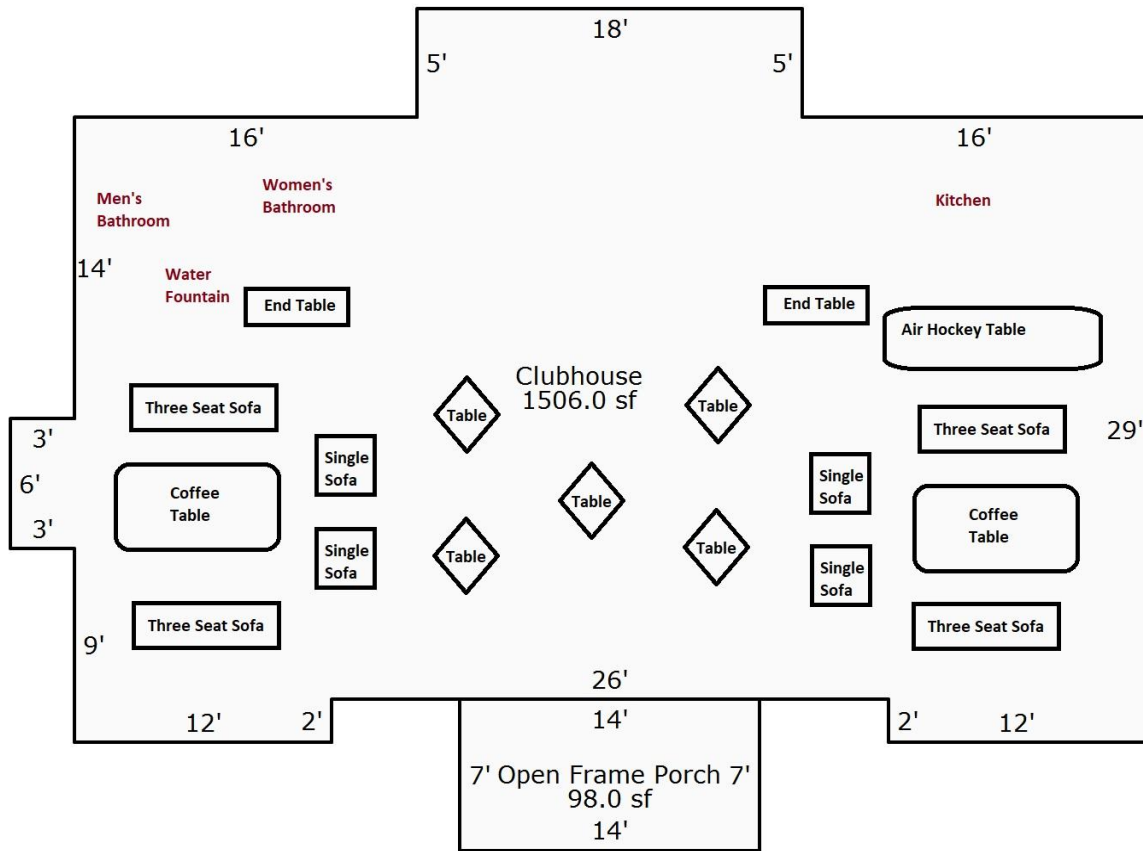 18'
5'
5'
16'
16'
Men's
Bathroom
Women's
Bathroom
Kitchen
14'
Water
Fountain
End Table
End Table
Air Hockey Table
Clubhouse
1506.0 sf
Three Seat Sofa
Table
Table
Three Seat Sofa
29'
3'
6'
3'
Coffee
Table
Single
Sofa
Table
Single
Sofa
Coffee
Table
Single
Sofa
Table
Table
Single
Sofa
Three Seat Sofa
Three Seat Sofa
9'
26'
12'
2'
14'
2'
12'
7' Open Frame Porch 7'
98.0 sf
14'